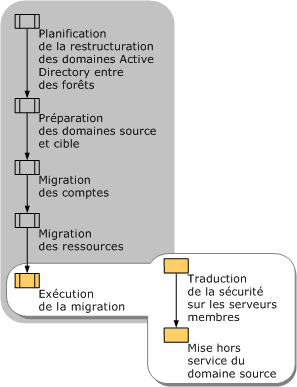 Planification
de la restructuration
des domaines Active
Directory entre
des forêts
Préparation
des domaines source
et cible
Migration
des comptes
Migration
des ressources
Exécution
de la migration
Traduction
de la sécurité
sur les serveurs
membres
Mise hors
service du
domaine source